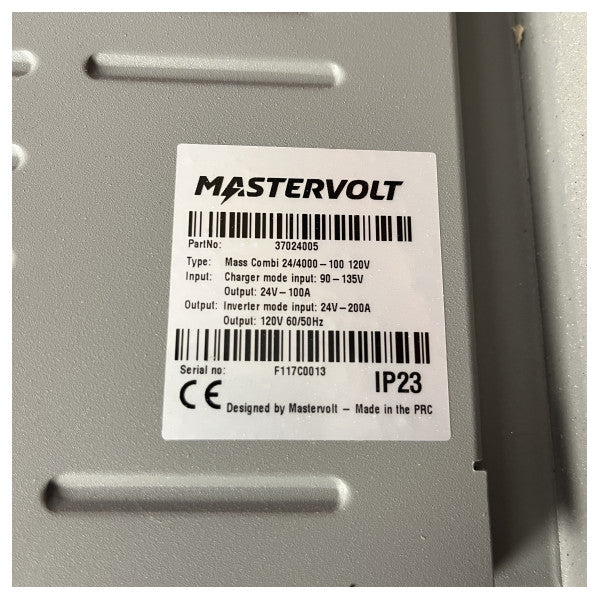 MASTERVOLT
PartNo: 37024005
Type: Mass Combi 24/4000-100 120V
Input: Charger mode input: 90-135V
Output: 24V-100A
Output: Inverter mode input: 24V-200A
Output: 120V 60/50Hz
Serial no: F117C0013
IP23
CE Designed by Mastervolt - Made in the PRC